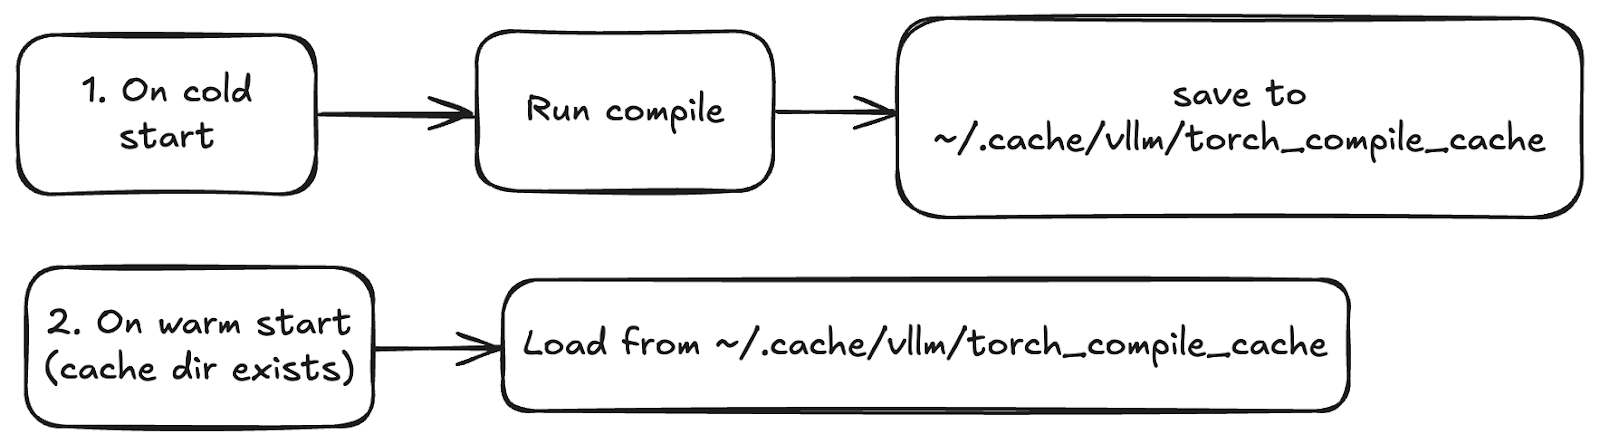 1. On cold
start
Run compile
save to
~/.cache/vllm/torch_compile_cache
2. On warm start
(cache dir exists)
Load from ~/.cache/vllm/torch_compile_cache